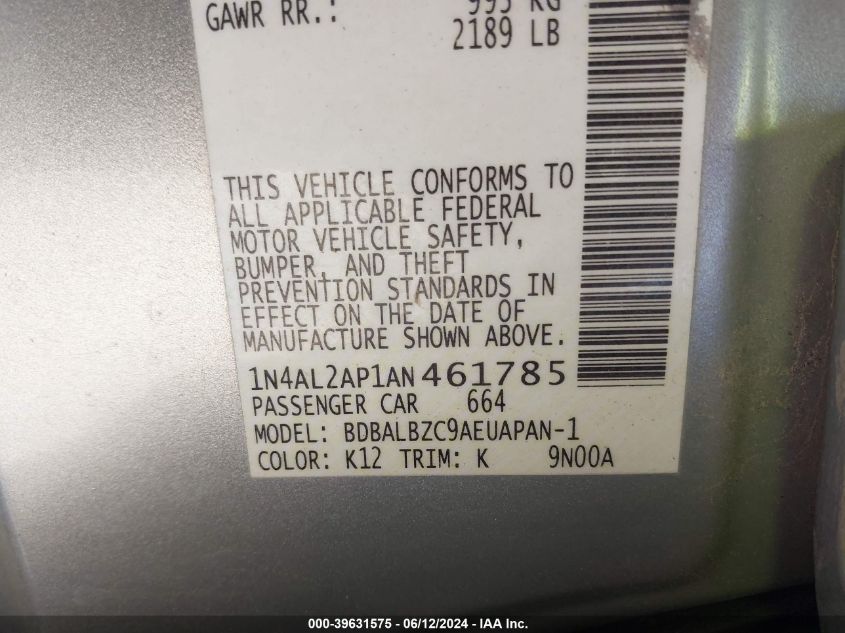 GAWR RR.: 993 KG
2189 LB
THIS VEHICLE CONFORMS TO
ALL APPLICABLE FEDERAL
MOTOR VEHICLE SAFETY,
BUMPER, AND THEFT
PREVENTION STANDARDS IN
EFFECT ON THE DATE OF
MANUFACTURE SHOWN ABOVE.
1N4AL2AP1AN461785
PASSENGER CAR 664
MODEL: BDBALBZC9AEUAPAN-1
COLOR: K12 TRIM: K 9N00A
000-39631575 - 06/12/2024 - IAA Inc.